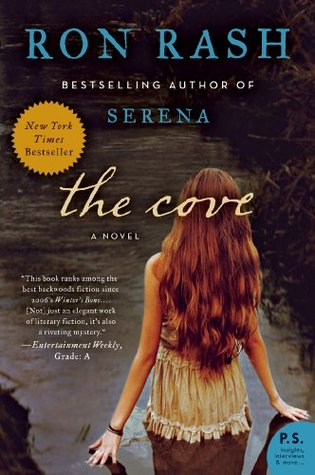 RON RASH
BESTSELLING AUTHOR OF
SERENA
New York
Times
Bestseller
the cove
A NOVEL
"This book ranks among the
best backwoods fiction since
2006's Winter's Bone....
[Not] just an elegant work
of literary fiction, it's also
a riveting mystery."
—Entertainment Weekly,
Grade: A
P.S.
Insights,
Interviews
& More...